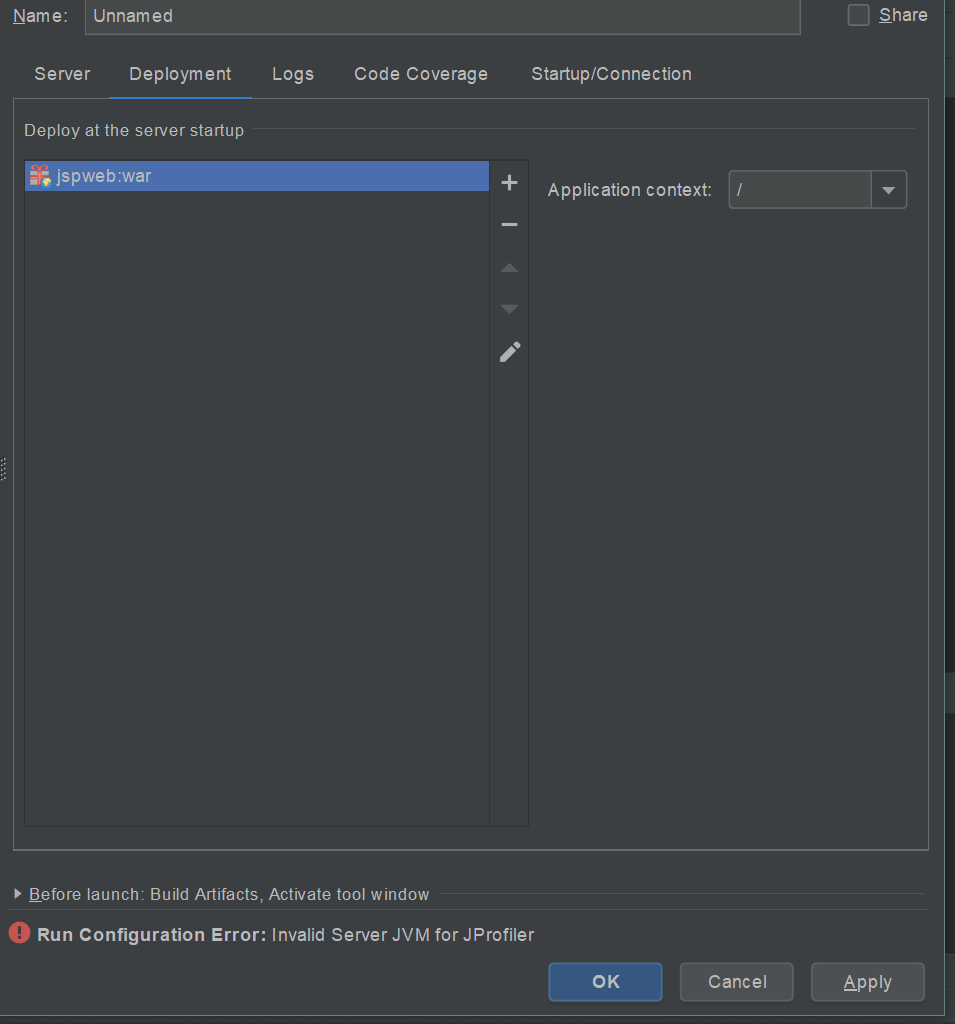 Name: Unnamed Share
Server Deployment Logs Code Coverage Startup/Connection
Deploy at the server startup
jspweb:war
Application context: /
Before launch: Build Artifacts, Activate tool window
Run Configuration Error: Invalid Server JVM for JProfiler
OK Cancel Apply